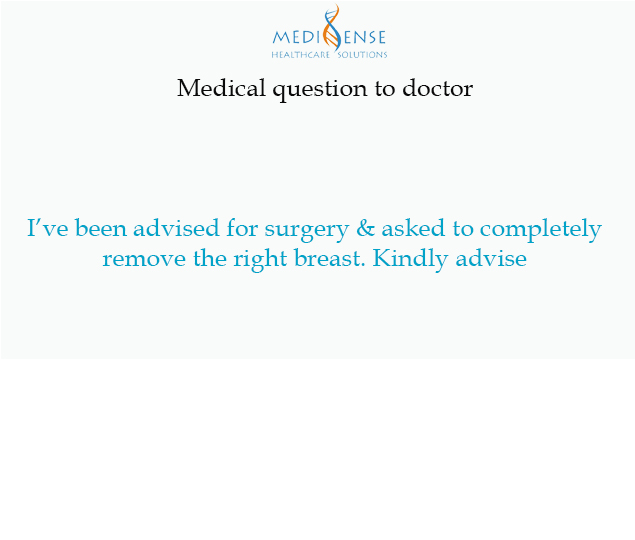 MEDISENSE
HEALTHCARE SOLUTIONS
Medical question to doctor
I've been advised for surgery & asked to completely
remove the right breast. Kindly advise